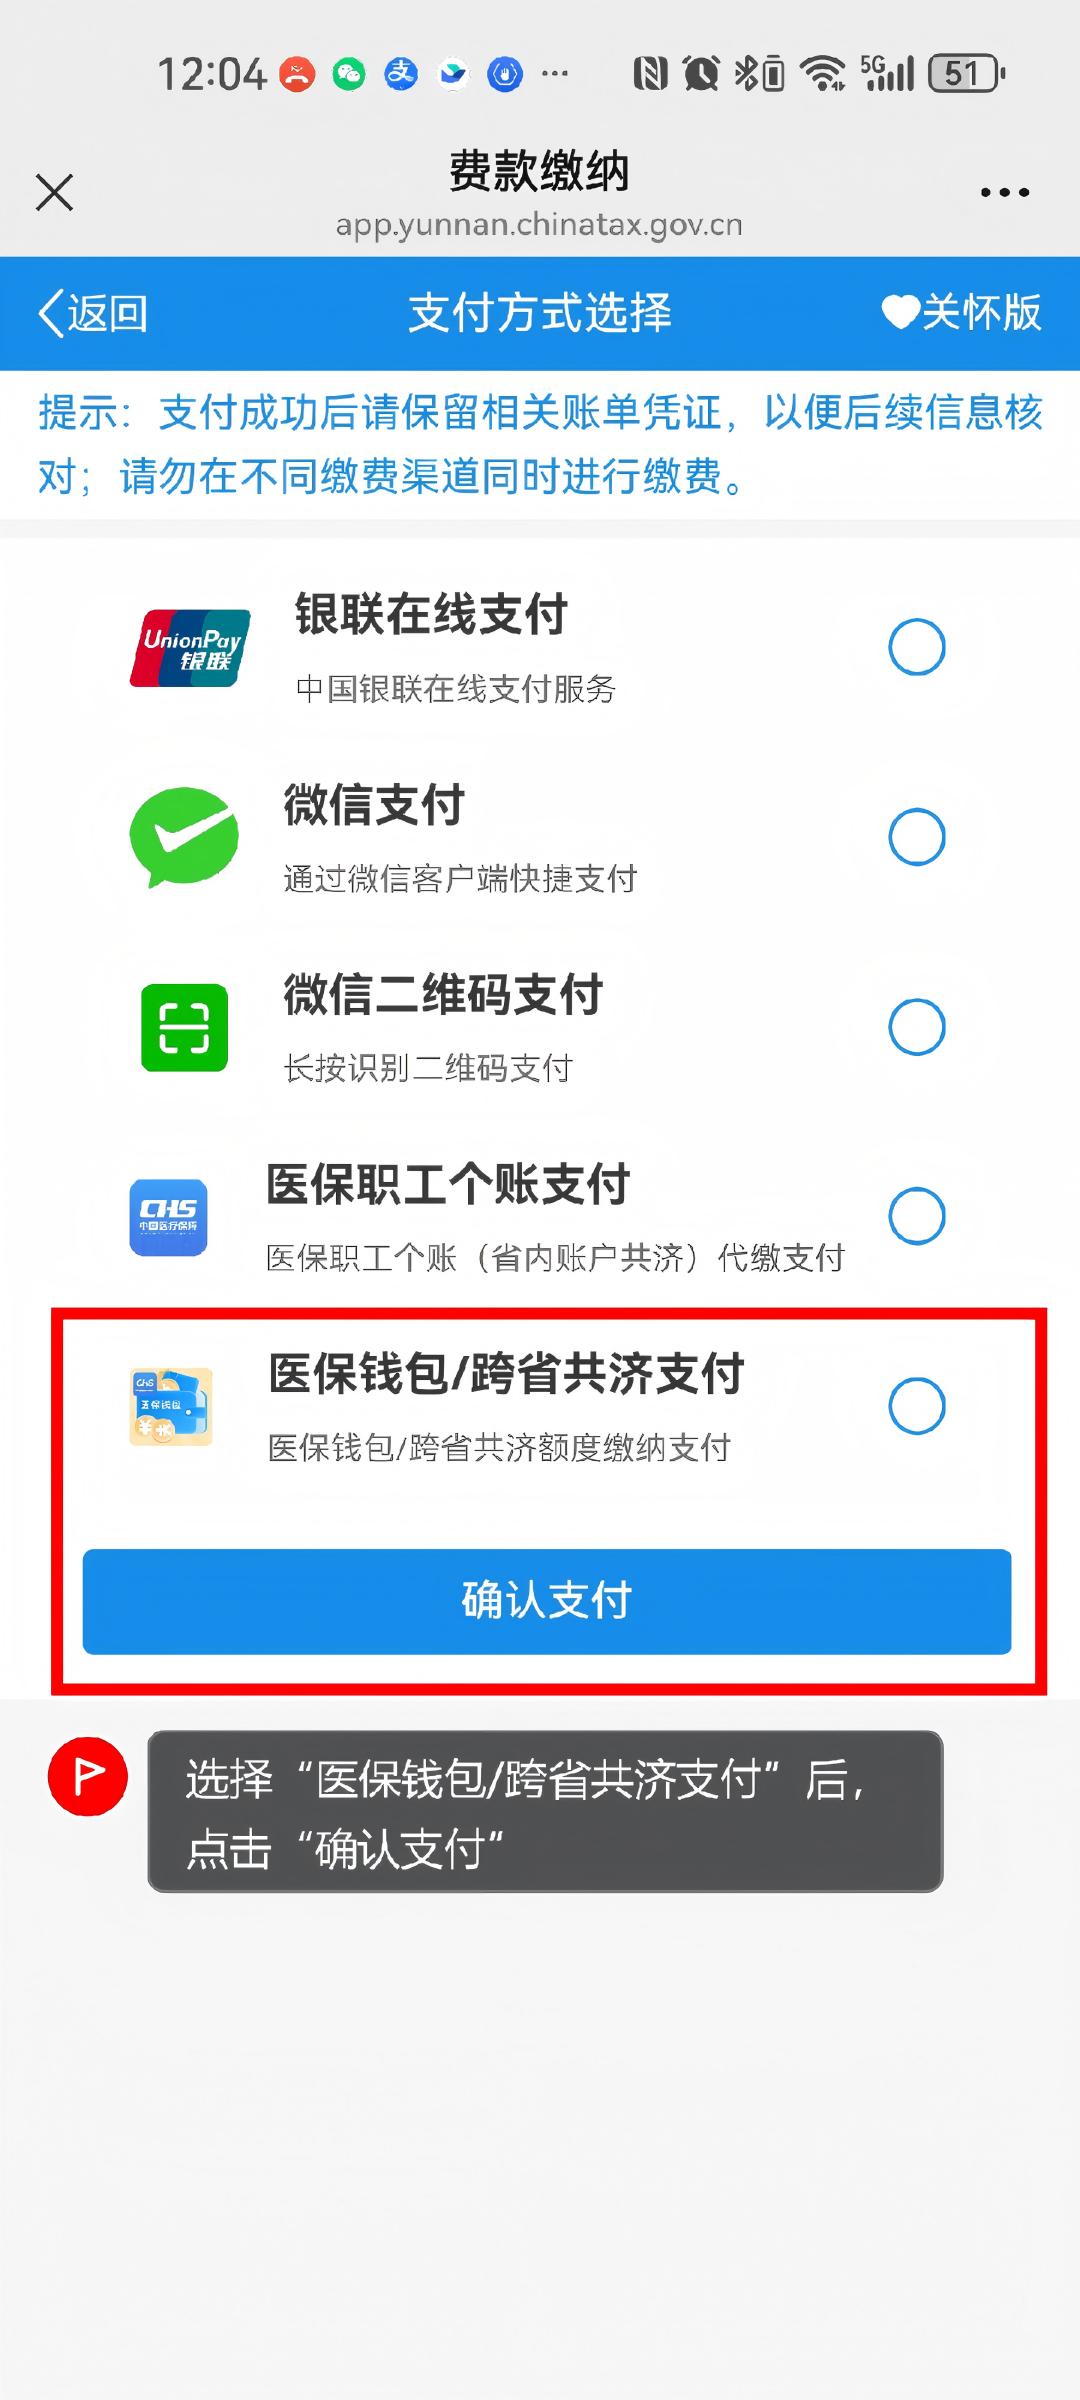 12:04
5G
51
费款缴纳
app.yunnan.chinatax.gov.cn
返回
支付方式选择
关怀版
提示：支付成功后请保留相关账单凭证，以便后续信息核
对；请勿在不同缴费渠道同时进行缴费。
UnionPay
银联
银联在线支付
中国银联在线支付服务
微信支付
通过微信客户端快捷支付
微信二维码支付
长按识别二维码支付
CHS
中国医疗保障
医保职工个账支付
医保职工个账（省内账户共济）代缴支付
CHS
医保钱包
医保钱包/跨省共济支付
医保钱包/跨省共济额度缴纳支付
确认支付
选择“医保钱包/跨省共济支付”后，
点击“确认支付”